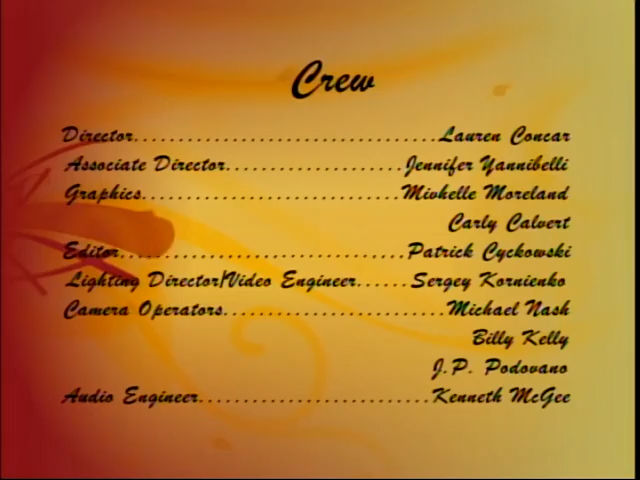 Crew
Director..................................Lauren Concar
Associate Director....................Jennifer Yannibelli
Graphics.............................Mivhelle Moreland
Carly Calvert
Editor................................Patrick Cyckowski
Lighting Director/Video Engineer......Sergey Kornienko
Camera Operators.........................Michael Nash
Billy Kelly
J.P. Podovano
Audio Engineer..........................Kenneth McGee